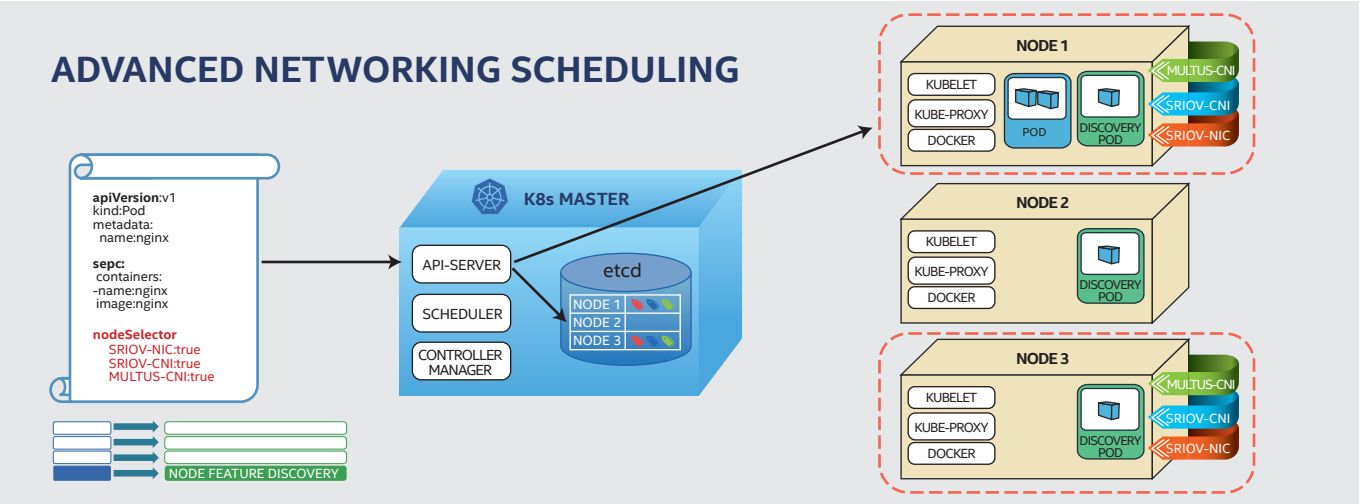 ADVANCED NETWORKING SCHEDULING
apiVersion:v1
kind:Pod
metadata:
name:nginx
sepc:
containers:
-name:nginx
image:nginx
nodeSelector
SRIOV-NIC:true
SRIOV-CNI:true
MULTUS-CNI:true
NODE FEATURE DISCOVERY
K8s MASTER
API-SERVER
SCHEDULER
CONTROLLER
MANAGER
etcd
NODE 1
NODE 2
NODE 3
NODE 1
KUBELET
KUBE-PROXY
DOCKER
POD
DISCOVERY
POD
MULTUS-CNI
SRIOV-CNI
SRIOV-NIC
NODE 2
KUBELET
KUBE-PROXY
DOCKER
DISCOVERY
POD
NODE 3
KUBELET
KUBE-PROXY
DOCKER
DISCOVERY
POD
MULTUS-CNI
SRIOV-CNI
SRIOV-NIC